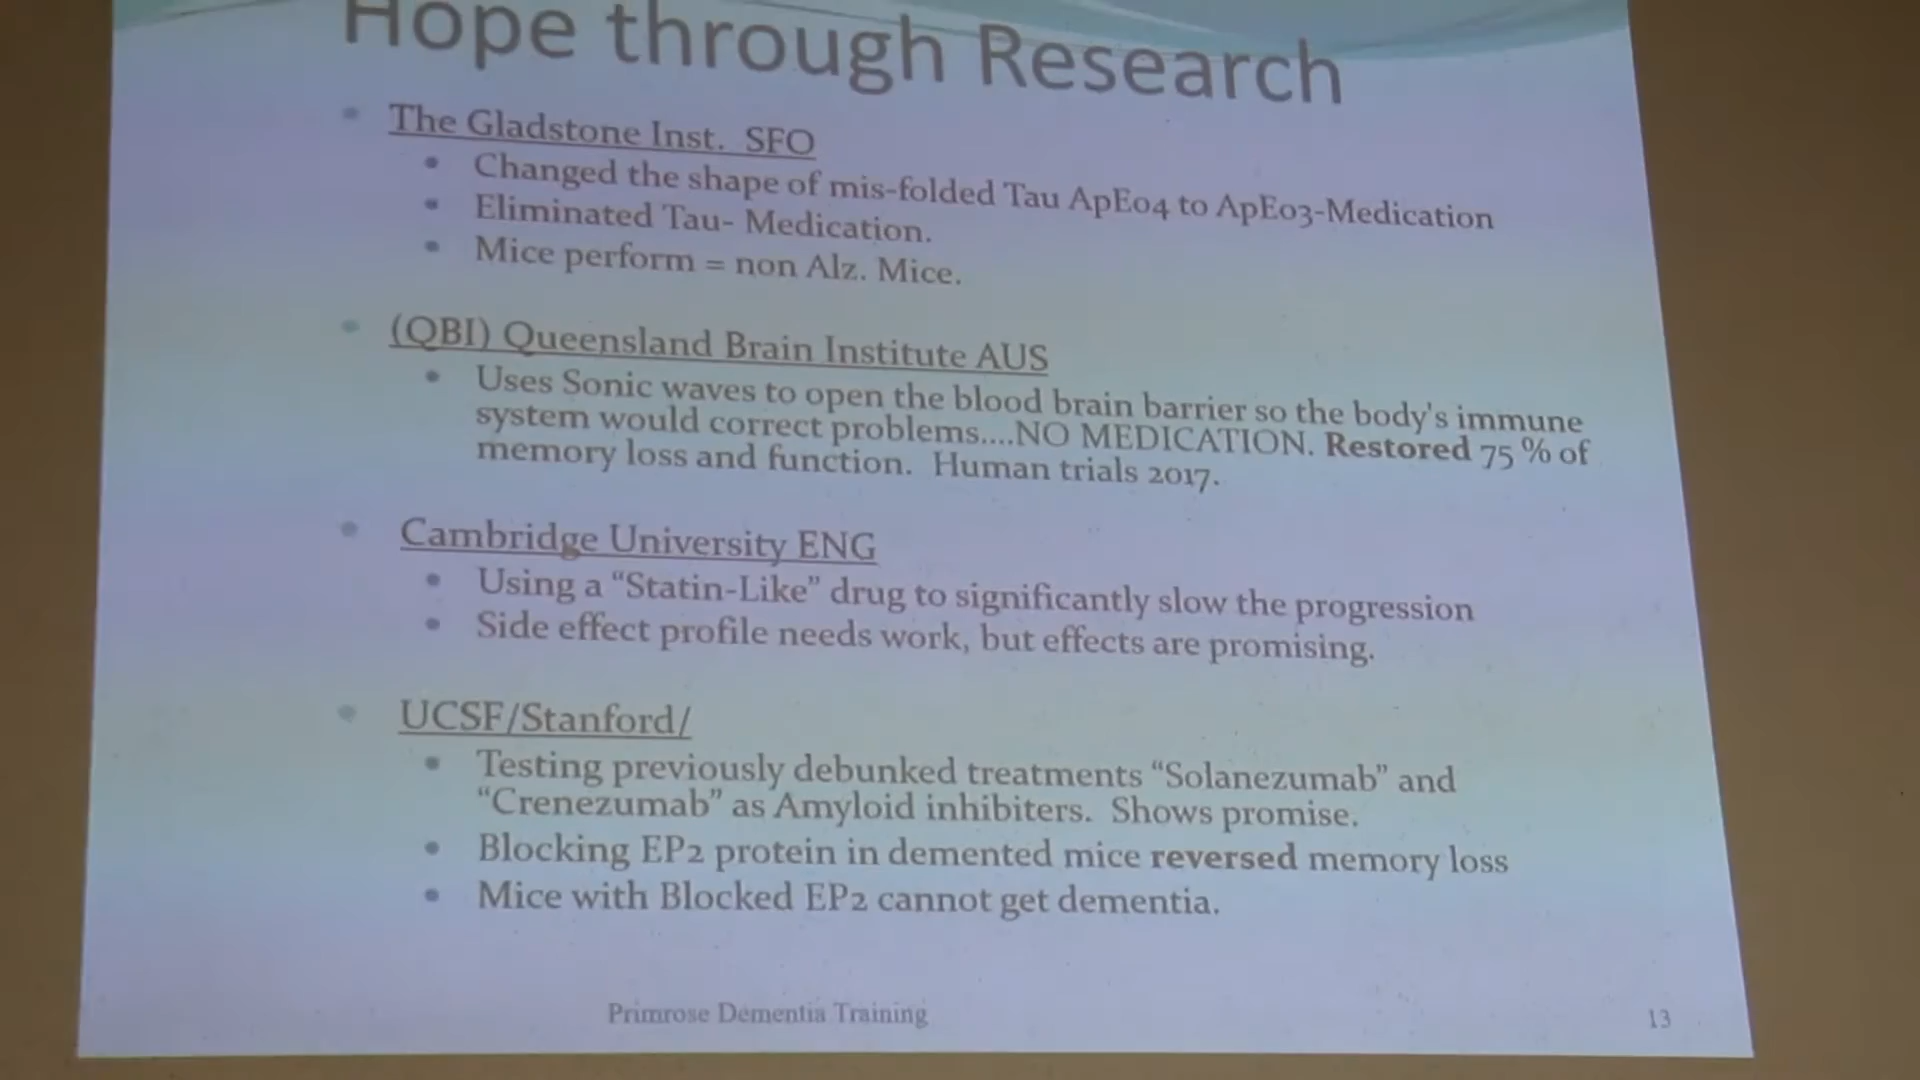 Hope through Research
• The Gladstone Inst. SFO
• Changed the shape of mis-folded Tau ApEo4 to ApEo3-Medication
• Eliminated Tau- Medication.
• Mice perform = non Alz. Mice.
• (QBI) Queensland Brain Institute AUS
• Uses Sonic waves to open the blood brain barrier so the body's immune
system would correct problems....NO MEDICATION. Restored 75 % of
memory loss and function. Human trials 2017.
• Cambridge University ENG
• Using a “Statin-Like” drug to significantly slow the progression
• Side effect profile needs work, but effects are promising.
• UCSF/Stanford/
• Testing previously debunked treatments “Solanezumab” and
“Crenezumab” as Amyloid inhibiters. Shows promise.
• Blocking EP2 protein in demented mice reversed memory loss
• Mice with Blocked EP2 cannot get dementia.
Primrose Dementia Training
13